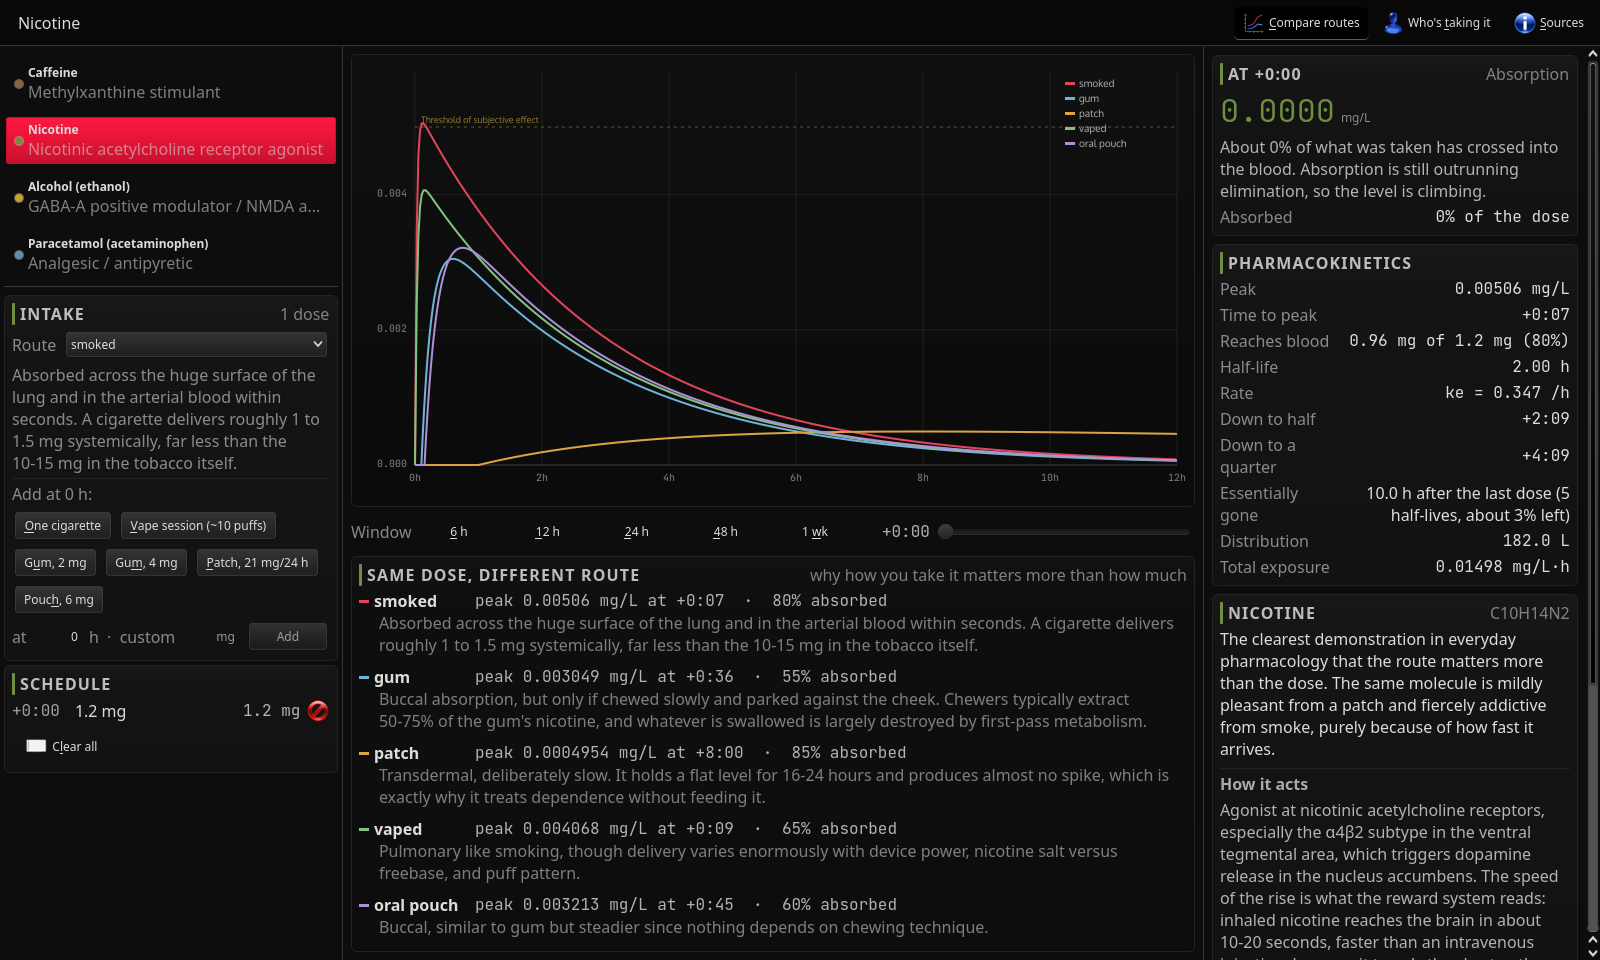 Nicotine
Compare routes
Who's taking it
Sources
Caffeine
Methylxanthine stimulant
Nicotine
Nicotinic acetylcholine receptor agonist
Alcohol (ethanol)
GABA-A positive modulator / NMDA a...
Paracetamol (acetaminophen)
Analgesic / antipyretic
INTAKE
1 dose
Route
smoked
Absorbed across the huge surface of the
lung and in the arterial blood within
seconds. A cigarette delivers roughly 1 to
1.5 mg systemically, far less than the
10-15 mg in the tobacco itself.
Add at 0 h:
One cigarette
Vape session (~10 puffs)
Gum, 2 mg
Gum, 4 mg
Patch, 21 mg/24 h
Pouch, 6 mg
at 0 h · custom mg Add
SCHEDULE
+0:00 1.2 mg 1.2 mg
Clear all
Threshold of subjective effect
smoked
gum
patch
vaped
oral pouch
0.004
0.002
0.000
0h 2h 4h 6h 8h 10h 12h
Window 6 h 12 h 24 h 48 h 1 wk +0:00
SAME DOSE, DIFFERENT ROUTE
why how you take it matters more than how much
smoked peak 0.00506 mg/L at +0:07 · 80% absorbed
Absorbed across the huge surface of the lung and in the arterial blood within seconds. A cigarette delivers
roughly 1 to 1.5 mg systemically, far less than the 10-15 mg in the tobacco itself.
gum peak 0.003049 mg/L at +0:36 · 55% absorbed
Buccal absorption, but only if chewed slowly and parked against the cheek. Chewers typically extract
50-75% of the gum's nicotine, and whatever is swallowed is largely destroyed by first-pass metabolism.
patch peak 0.0004954 mg/L at +8:00 · 85% absorbed
Transdermal, deliberately slow. It holds a flat level for 16-24 hours and produces almost no spike, which is
exactly why it treats dependence without feeding it.
vaped peak 0.004068 mg/L at +0:09 · 65% absorbed
Pulmonary like smoking, though delivery varies enormously with device power, nicotine salt versus
freebase, and puff pattern.
oral pouch peak 0.003213 mg/L at +0:45 · 60% absorbed
Buccal, similar to gum but steadier since nothing depends on chewing technique.
AT +0:00
Absorption
0.0000 mg/L
About 0% of what was taken has crossed into
the blood. Absorption is still outrunning
elimination, so the level is climbing.
Absorbed 0% of the dose
PHARMACOKINETICS
Peak 0.00506 mg/L
Time to peak +0:07
Reaches blood 0.96 mg of 1.2 mg (80%)
Half-life 2.00 h
Rate ke = 0.347 /h
Down to half +2:09
Down to a
quarter
+4:09
Essentially
gone
10.0 h after the last dose (5
half-lives, about 3% left)
Distribution 182.0 L
Total exposure 0.01498 mg/L·h
NICOTINE
C10H14N2
The clearest demonstration in everyday
pharmacology that the route matters more
than the dose. The same molecule is mildly
pleasant from a patch and fiercely addictive
from smoke, purely because of how fast it
arrives.
How it acts
Agonist at nicotinic acetylcholine receptors,
especially the α4β2 subtype in the ventral
tegmental area, which triggers dopamine
release in the nucleus accumbens. The speed
of the rise is what the reward system reads:
inhaled nicotine reaches the brain in about
10-20 seconds, faster than an intravenous